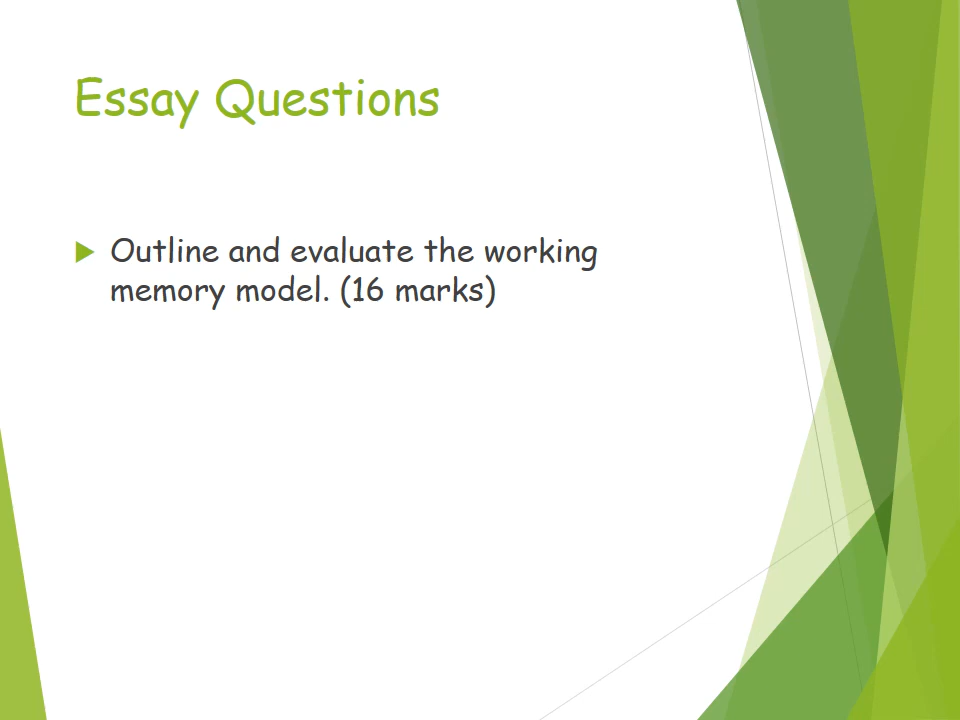 Essay Questions
Outline and evaluate the working
memory model. (16 marks)